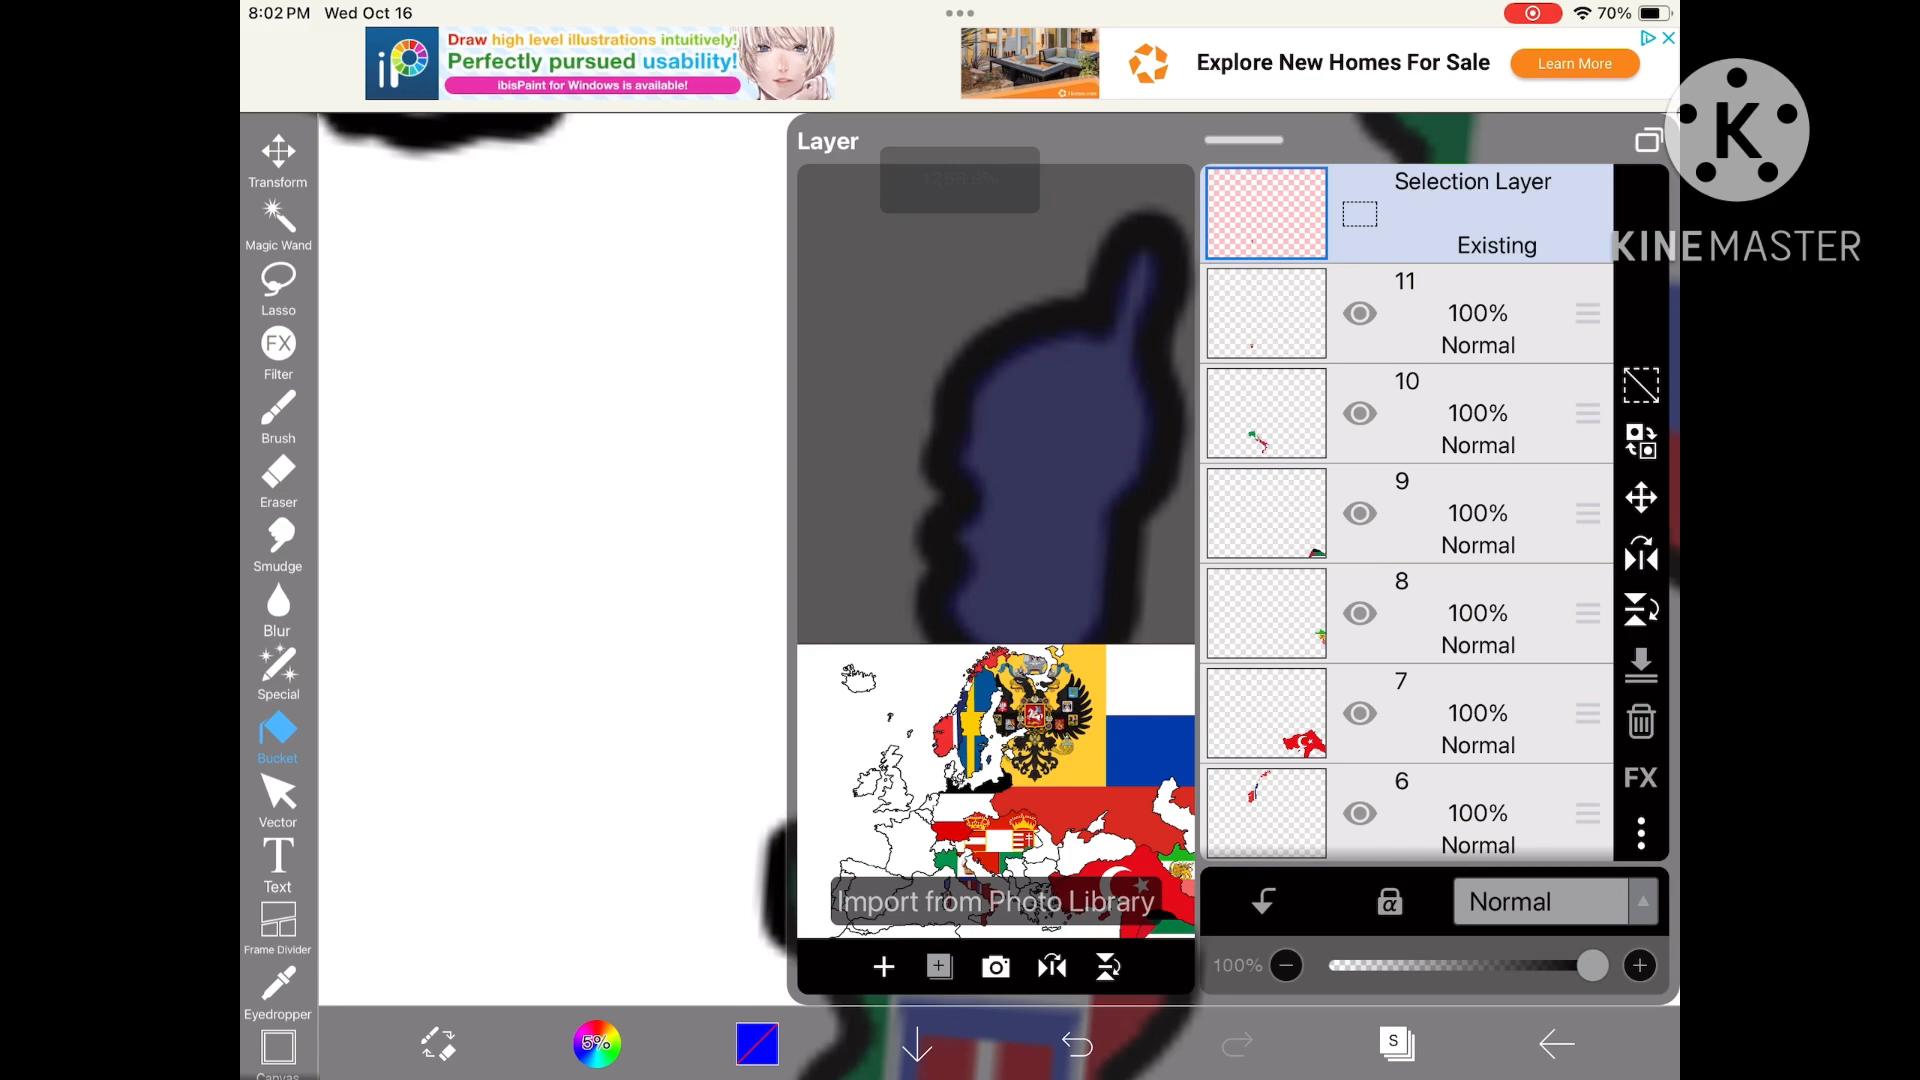 8:02 PM Wed Oct 16
70%
Draw high level illustrations intuitively!
Perfectly pursued usability!
ibisPaint for Windows is available!
Explore New Homes For Sale
Learn More
K
KINEMASTER
Transform
Magic Wand
Lasso
FX
Filter
Brush
Eraser
Smudge
Blur
Special
Bucket
Vector
T
Text
Frame Divider
Eyedropper
Canvas
Layer
Selection Layer
Existing
11
100%
Normal
10
100%
Normal
9
100%
Normal
8
100%
Normal
7
100%
Normal
6
100%
Normal
FX
Import from Photo Library
α
Normal
100%
5%
S